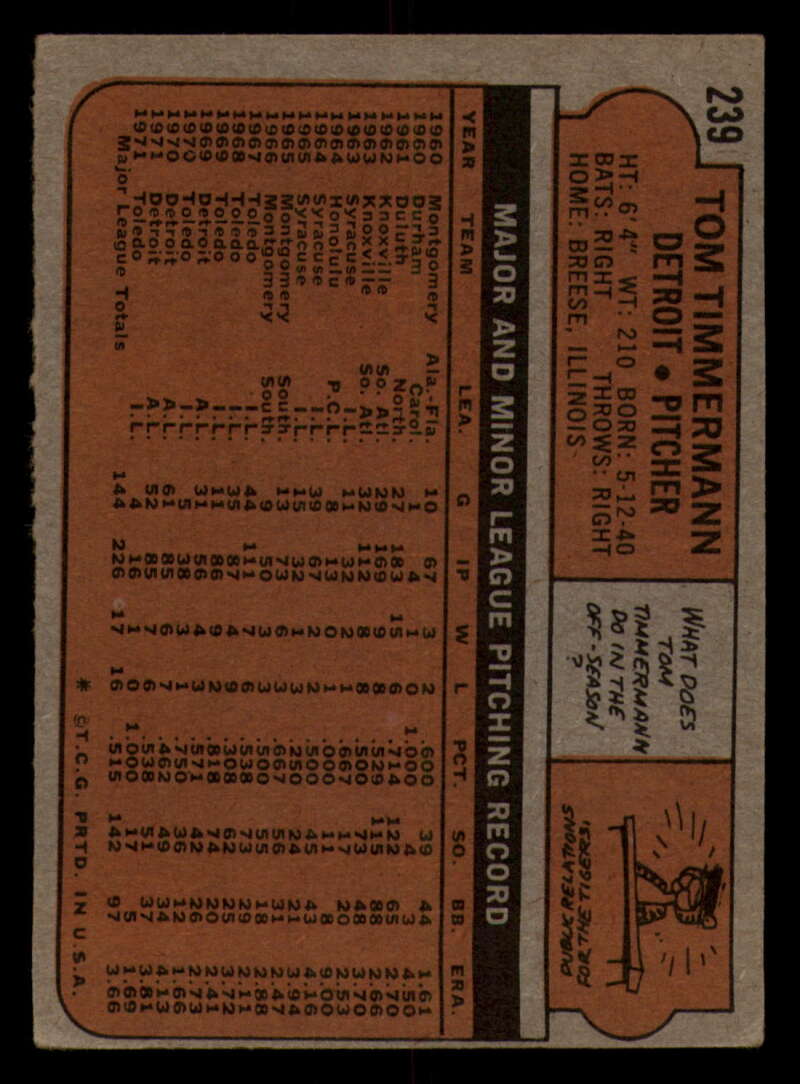 239
TOM TIMMERMANN
DETROIT • PITCHER
HT: 6'4" WT: 210 BORN: 5-12-40
BATS: RIGHT THROWS: RIGHT
HOME: BREESE, ILLINOIS
WHAT DOES
TOM
TIMMERMANN
DO IN THE
OFF-SEASON
?
PUBLIC RELATIONS
FOR THE TIGERS!
MAJOR AND MINOR LEAGUE PITCHING RECORD
YEAR TEAM LEA. G IP W L PCT. SO. BB. ERA.
1960 Montgomery Ala.-Fla. 10 67 3 2 .600 39 44 1.61
1960 Durham Carol. 1 4 1 0 1.000 4 3 4.50
1961 Duluth North. 27 183 15 6 .714 122 65 2.70
1962 Knoxville So. Atl. 29 169 9 8 .529 115 88 2.66
1963 Knoxville So. Atl. 32 112 8 8 .500 73 48 3.70
1963 Syracuse I.L. 11 32 2 1 .667 17 20 2.53
1964 Honolulu P.C.L. 8 13 0 1 .000 11 8 9.00
1964 Syracuse I.L. 39 67 2 2 .500 45 43 4.16
1965 Syracuse I.L. 15 32 1 3 .250 24 11 3.94
1965 Montgomery South. 13 73 6 3 .667 56 31 2.47
1966 Montgomery South. 9 50 3 3 .500 55 18 2.88
1967 Toledo I.L. 44 111 7 6 .538 73 29 2.81
1968 Toledo I.L. 35 87 4 9 .308 62 25 3.72
1969 Toledo I.L. 11 86 9 2 .818 74 20 2.41
1969 Detroit A.L. 31 56 4 3 .571 42 26 2.73
1970 Toledo I.L. 5 38 3 1 .750 36 12 1.66
1970 Detroit A.L. 61 85 6 7 .462 49 34 4.13
1971 Detroit A.L. 52 85 7 6 .538 51 37 3.81
1971 Toledo I.L. 4 16 1 0 1.000 17 5 1.69
Major League Totals 144 226 17 16 .515 142 97 3.66
* © T.C.G. PRTD. IN U.S.A.